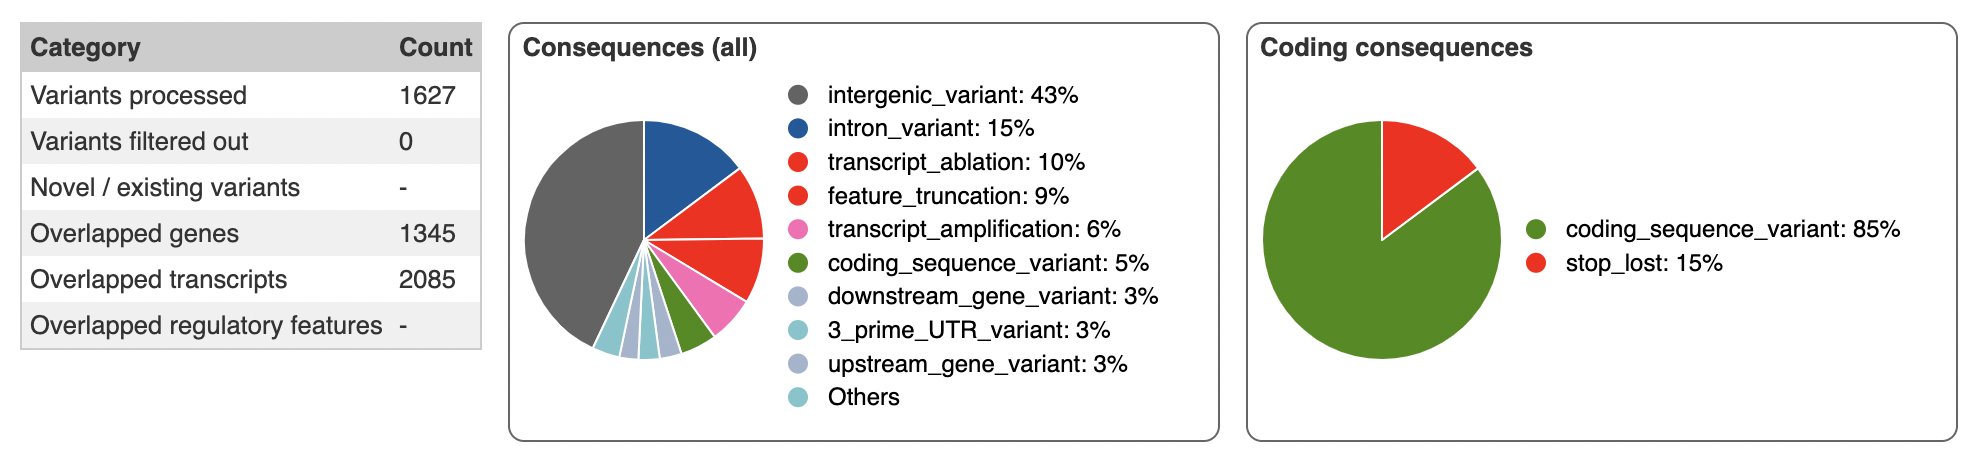 Category Count
Variants processed 1627
Variants filtered out 0
Novel / existing variants -
Overlapped genes 1345
Overlapped transcripts 2085
Overlapped regulatory features -
Consequences (all)
intergenic_variant: 43%
intron_variant: 15%
transcript_ablation: 10%
feature_truncation: 9%
transcript_amplification: 6%
coding_sequence_variant: 5%
downstream_gene_variant: 3%
3_prime_UTR_variant: 3%
upstream_gene_variant: 3%
Others
Coding consequences
coding_sequence_variant: 85%
stop_lost: 15%